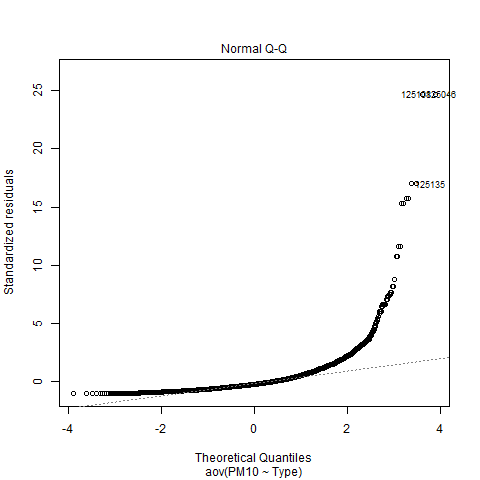 Normal Q-Q
Standardized residuals
25
20
15
10
5
0
125046
125135
-4 -2 0 2 4
Theoretical Quantiles
aov(PM10 ~ Type)